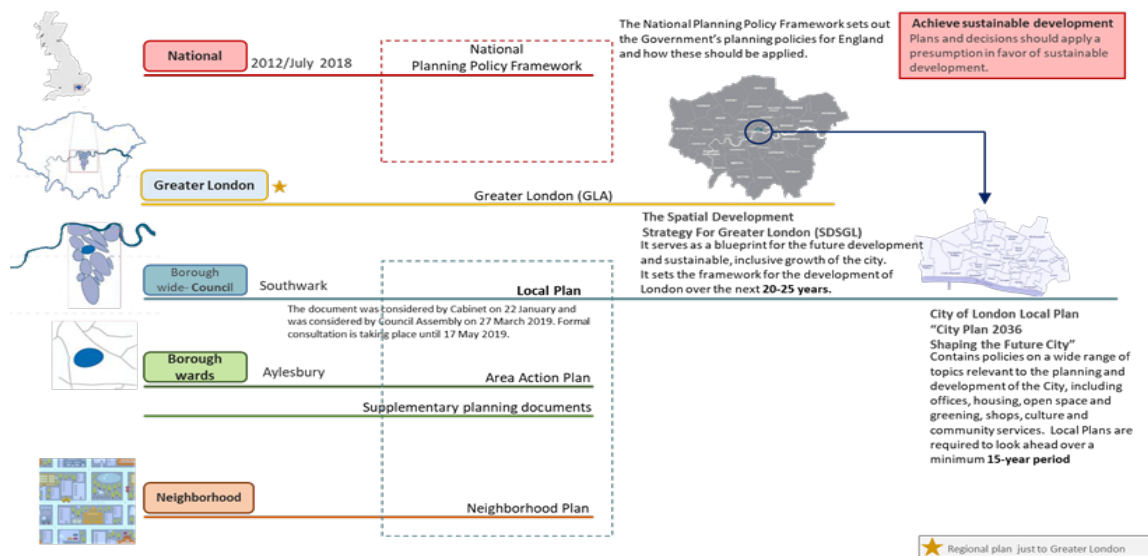 National
2012/July 2018
National
Planning Policy Framework
The National Planning Policy Framework sets out
the Government's planning policies for England
and how these should be applied.
Achieve sustainable development
Plans and decisions should apply a
presumption in favor of sustainable
development.
Greater London
Greater London (GLA)
The Spatial Development
Strategy For Greater London (SDSGL)
It serves as a blueprint for the future development
and sustainable, inclusive growth of the city.
It sets the framework for the development of
London over the next 20-25 years.
Borough
wide- Council
Southwark
Local Plan
The document was considered by Cabinet on 22 January and
was considered by Council Assembly on 27 March 2019. Formal
consultation is taking place until 17 May 2019.
City of London Local Plan
"City Plan 2036
Shaping the Future City"
Contains policies on a wide range of
topics relevant to the planning and
development of the City, including
offices, housing, open space and
greening, shops, culture and
community services. Local Plans are
required to look ahead over a
minimum 15-year period
Borough
wards
Aylesbury
Area Action Plan
Supplementary planning documents
Neighborhood
Neighborhood Plan
Regional plan just to Greater London